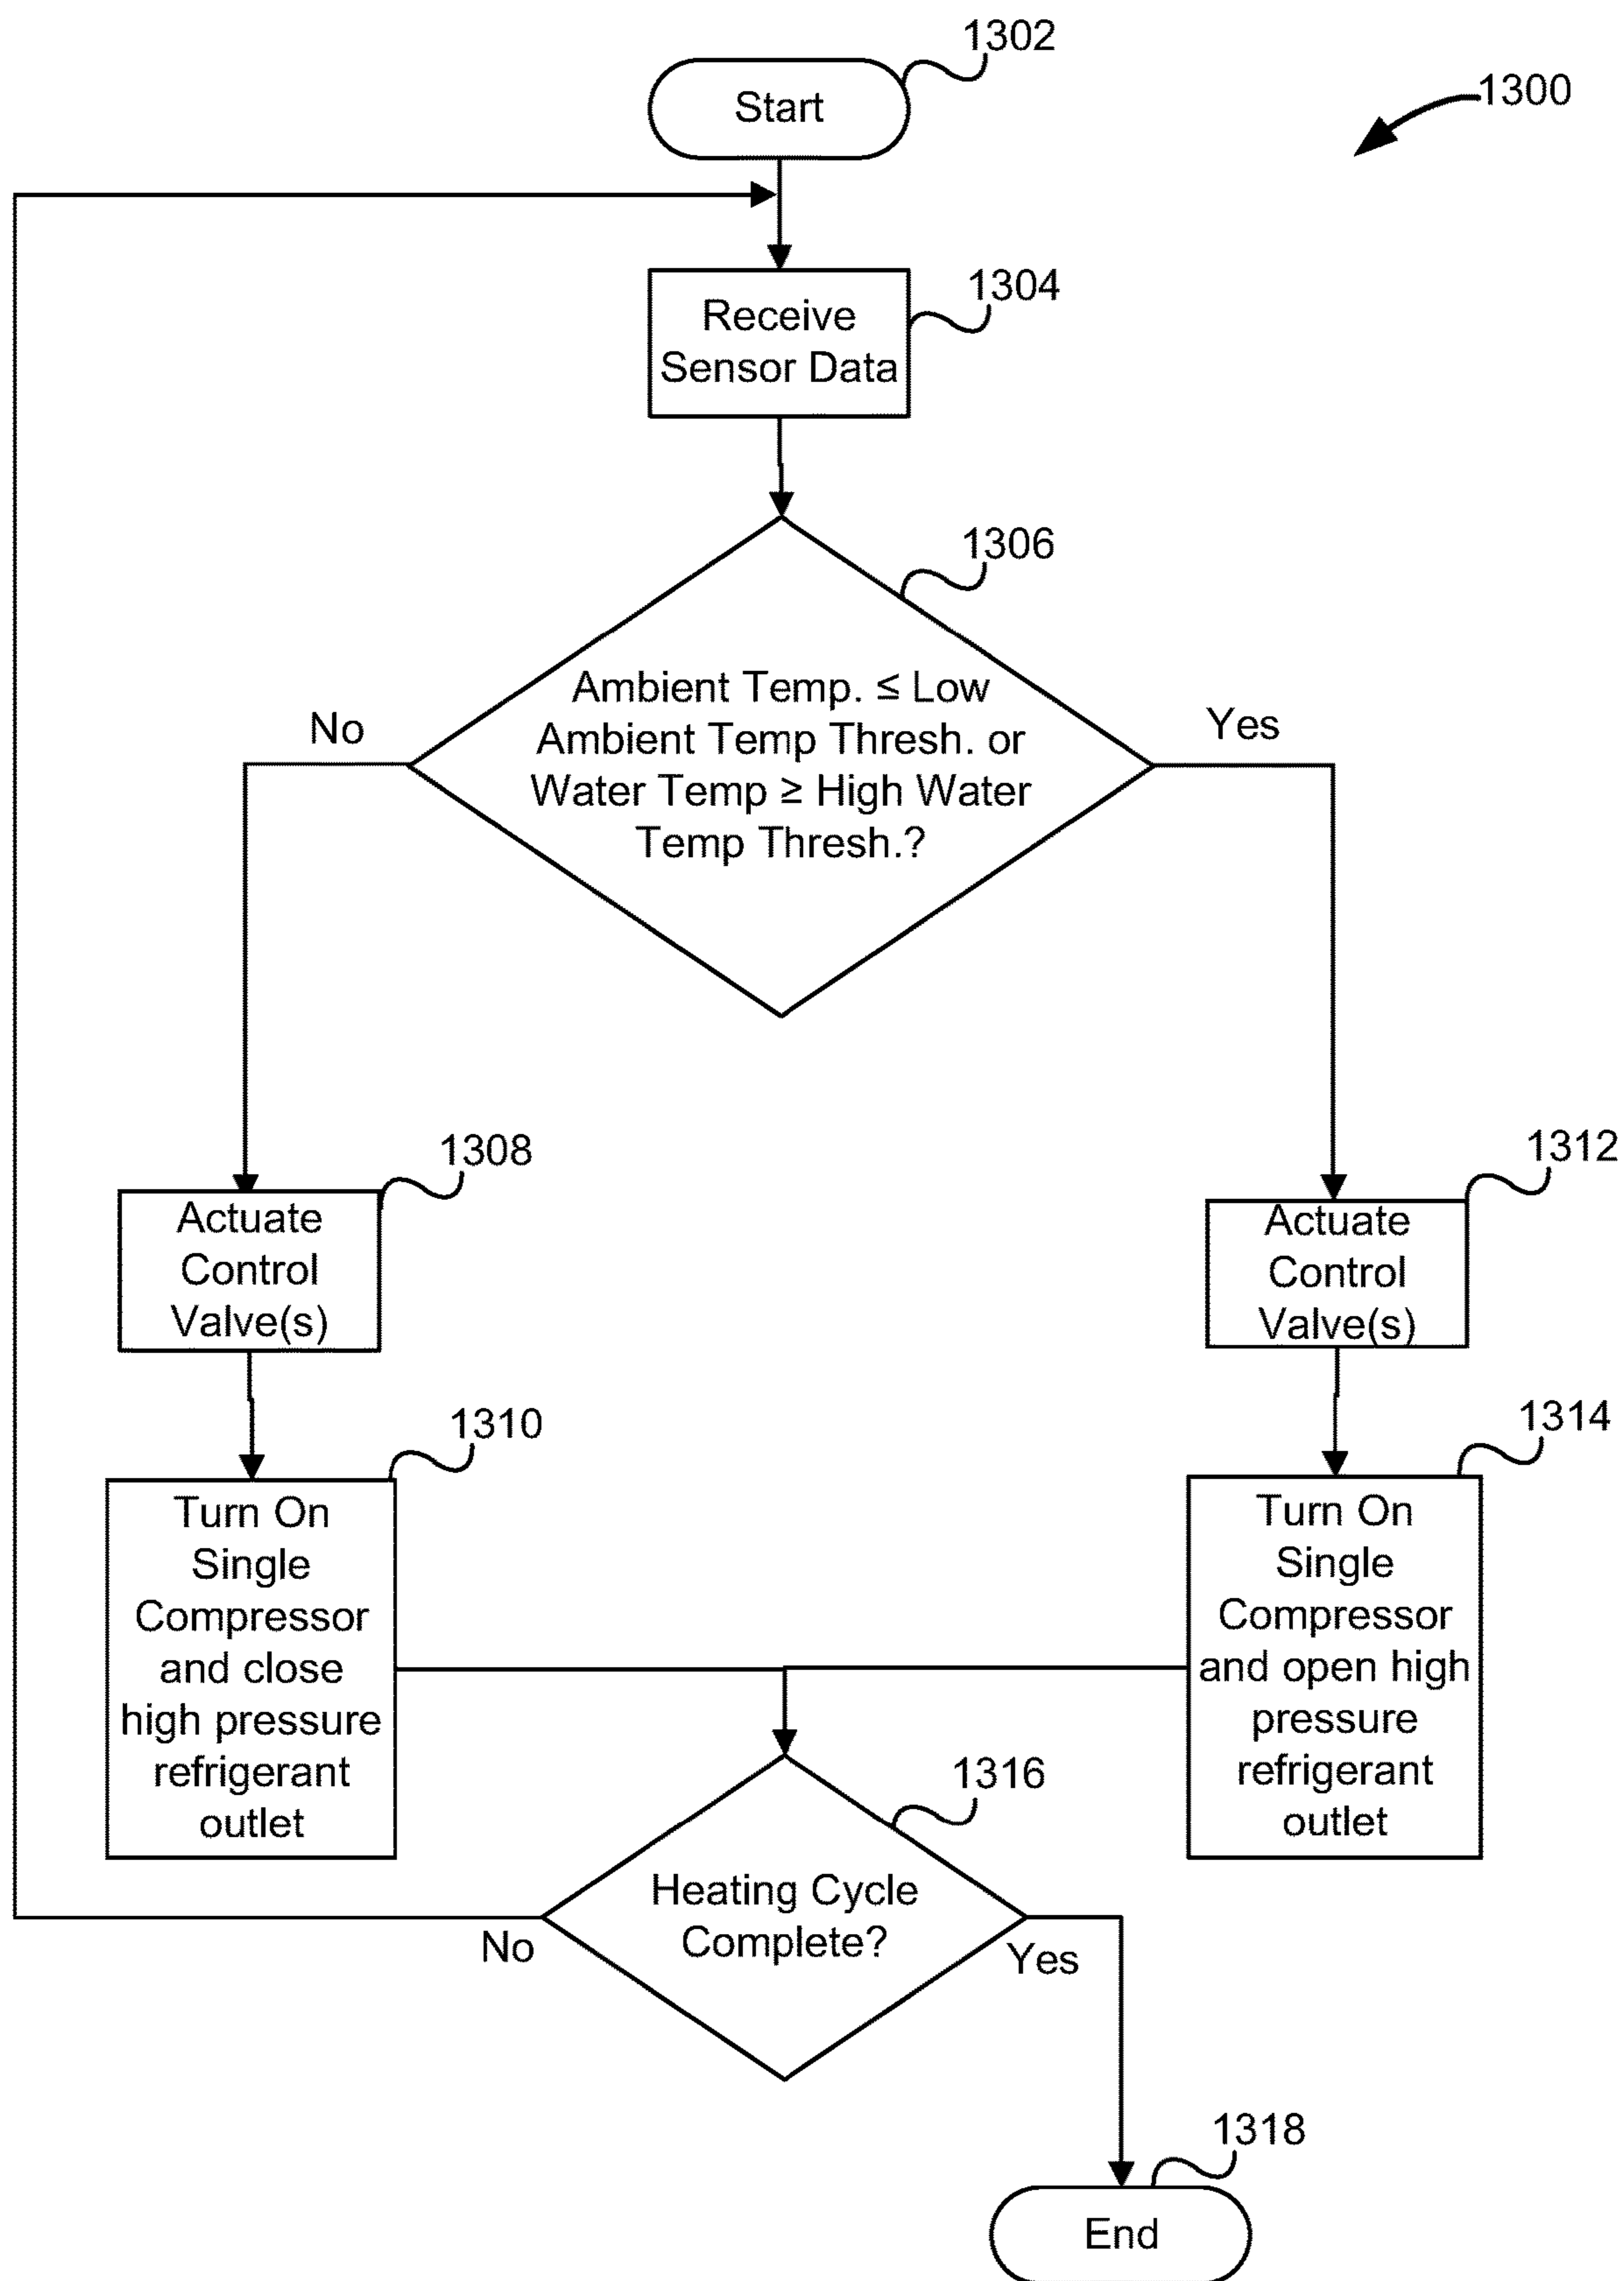 1302
Start
1300
1304
Receive
Sensor Data
1306
Ambient Temp. ≤ Low
Ambient Temp Thresh. or
Water Temp ≥ High Water
Temp Thresh.?
No
Yes
1308
Actuate
Control
Valve(s)
1312
Actuate
Control
Valve(s)
1310
Turn On
Single
Compressor
and close
high pressure
refrigerant
outlet
1314
Turn On
Single
Compressor
and open high
pressure
refrigerant
outlet
1316
Heating Cycle
Complete?
No
Yes
1318
End